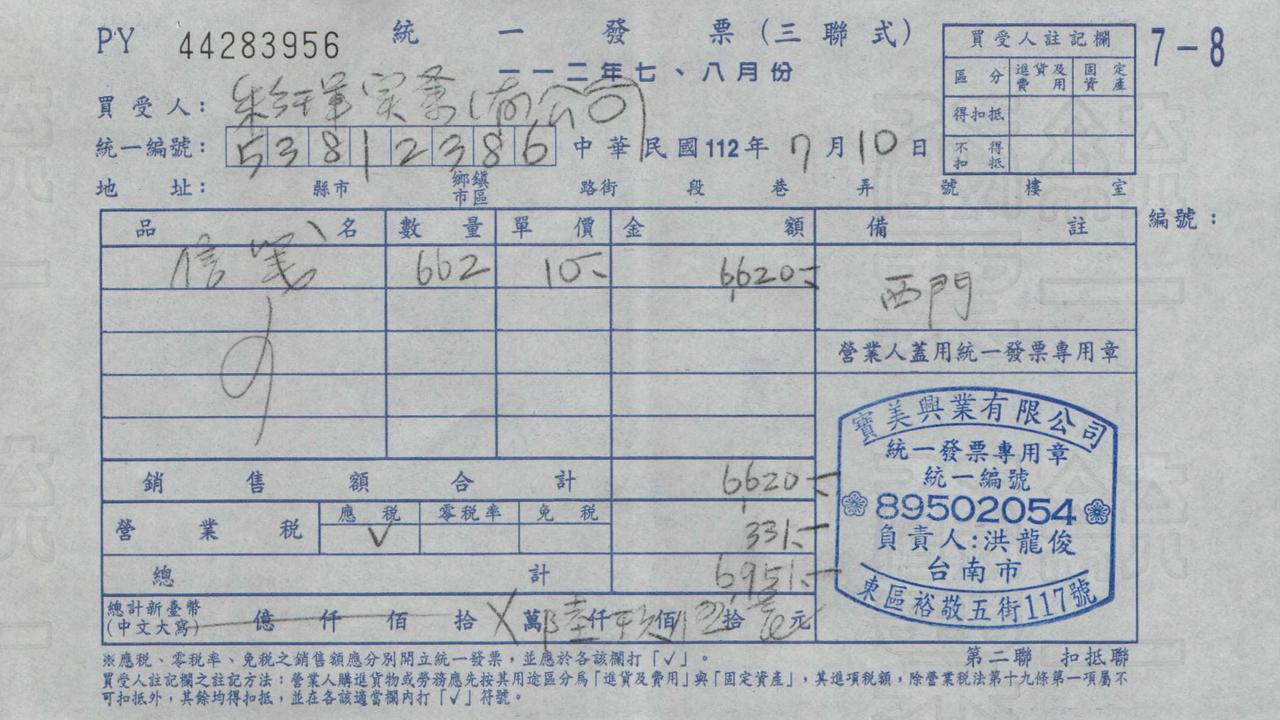 PY 44283956 統一發票(三聯式) 7-8
一一二年七、八月份
買受人註記欄
區分 進貨及費用 固定資產
得扣抵
不得扣抵
買受人: 實業(有)公司
統一編號: 53812386 中華民國112年7月10日
地址: 縣市 鄉鎮市區 路街 段 巷 弄 號 樓 室
品名 數量 單價 金額 備註 編號:
信箋 662 10- 6,620- 西門
營業人蓋用統一發票專用章
銷售額合計 6,620-
營業稅 應稅 零稅率 免稅
✓ 331-
總計 6,951-
總計新臺幣(中文大寫) 億仟佰拾X萬陸仟玖佰伍拾壹元
寶美興業有限公司
統一發票專用章
統一編號
89502054
負責人:洪龍俊
台南市
東區裕敬五街117號
第二聯 扣抵聯
※應稅、零稅率、免稅之銷售額應分別開立統一發票,並應於各該欄打「✓」。
買受人註記欄之註記方法:營業人購進貨物或勞務應先按其用途區分為「進貨及費用」與「固定資產」,其進項稅額,除營業稅法第十九條第一項屬不
可扣抵外,其餘均得扣抵,並在各該適當欄內打「✓」符號。